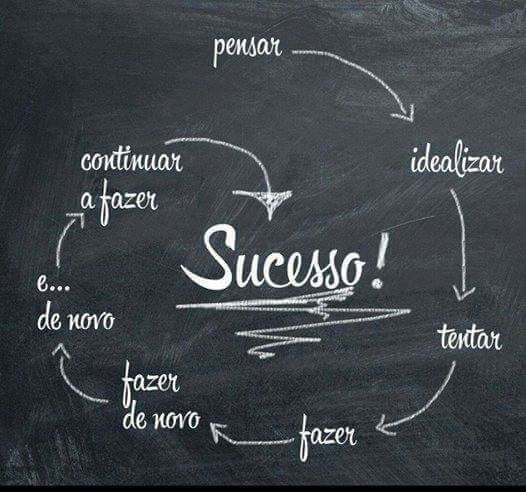 pensar
idealizar
tentar
fazer
fazer
de novo
e...
de novo
continuar
a fazer
Sucesso!